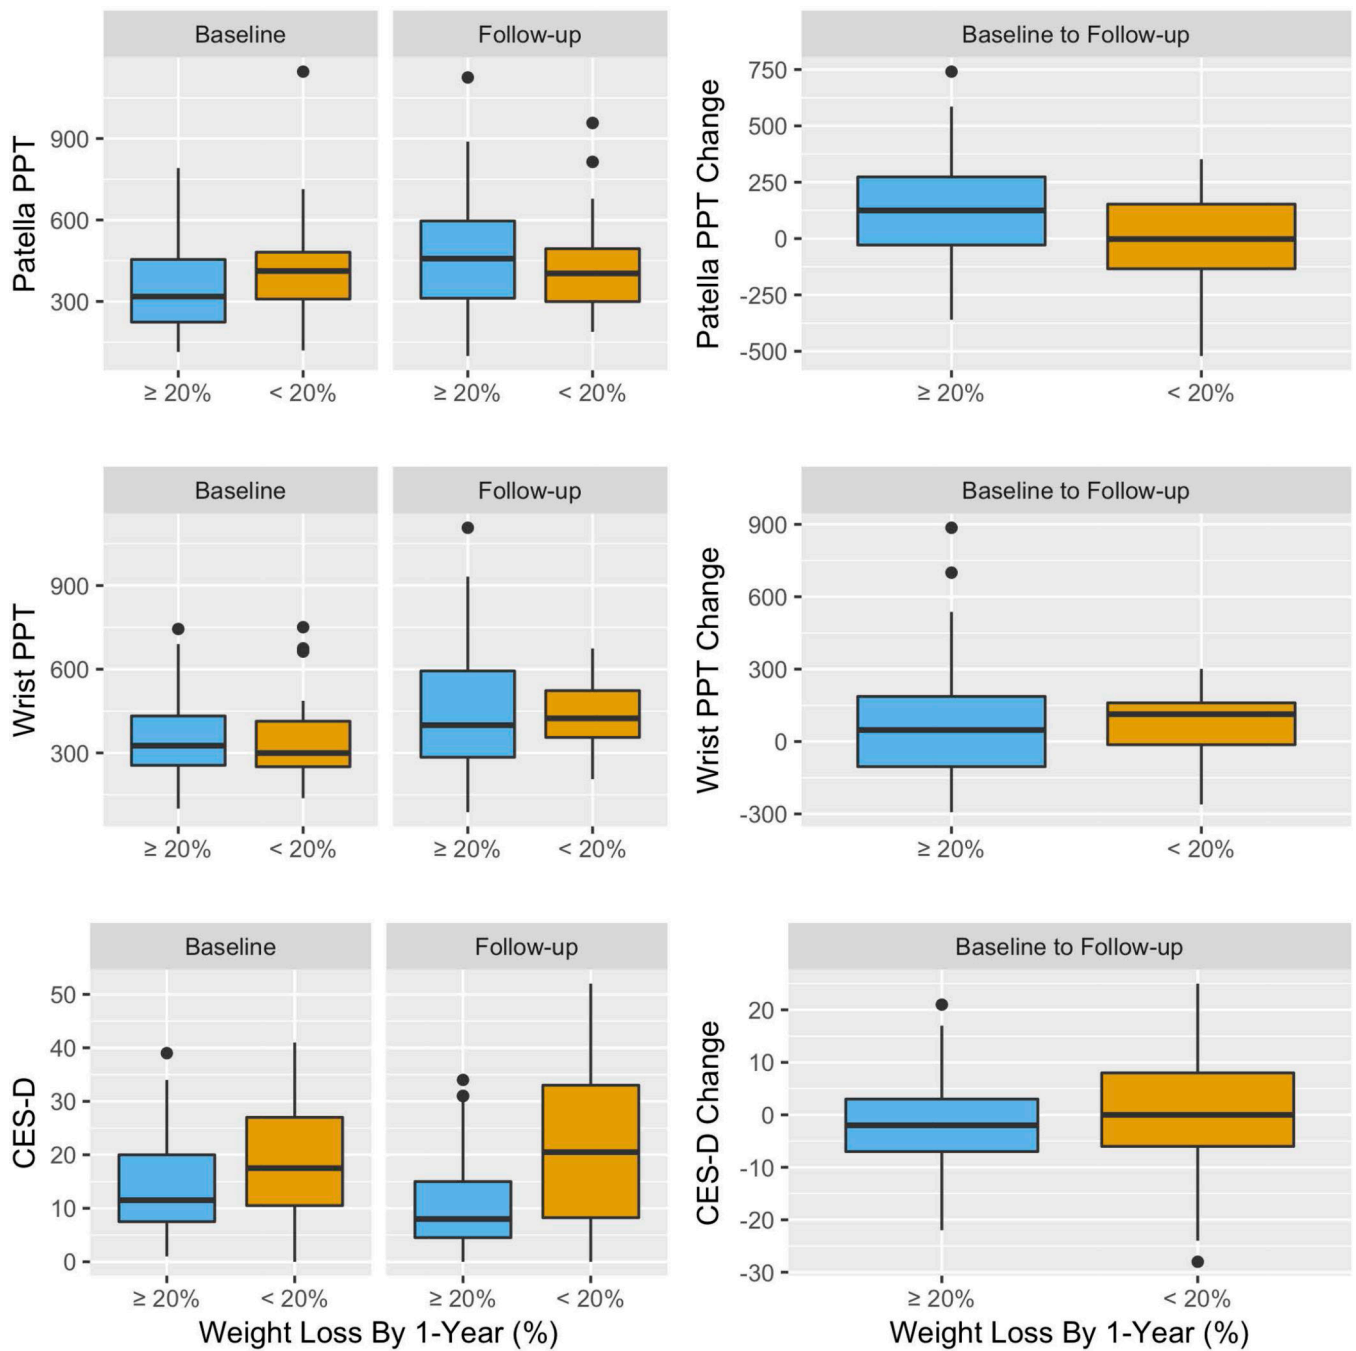 Baseline Follow-up Baseline to Follow-up
Patella PPT
900
600
300
≥ 20% < 20% ≥ 20% < 20%
Patella PPT Change
750
500
250
0
-250
-500
≥ 20% < 20%
Baseline Follow-up Baseline to Follow-up
Wrist PPT
900
600
300
≥ 20% < 20% ≥ 20% < 20%
Wrist PPT Change
900
600
300
0
-300
≥ 20% < 20%
Baseline Follow-up Baseline to Follow-up
CES-D
50
40
30
20
10
0
≥ 20% < 20% ≥ 20% < 20%
Weight Loss By 1-Year (%)
CES-D Change
20
10
0
-10
-20
-30
≥ 20% < 20%
Weight Loss By 1-Year (%)